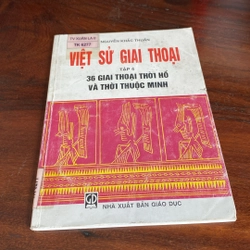 NGUYỄN KHẮC THUẦN
VIỆT SỬ GIAI THOẠI
TẬP 4
36 GIAI THOẠI THỜI HỒ
VÀ THỜI THUỘC MINH
NHÀ XUẤT BẢN GIÁO DỤC